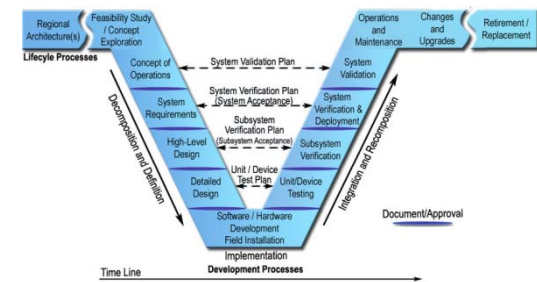 Regional
Architecture(s)
Feasibility Study
/ Concept
Exploration
Operations
and
Maintenance
Changes
and
Upgrades
Retirement /
Replacement
Lifecyle Processes
Concept of
Operations
System Validation Plan
System
Validation
System
Requirements
System Verification Plan
(System Acceptance)
System
Verification &
Deployment
High-Level
Design
Subsystem
Verification Plan
(Subsystem Acceptance)
Subsystem
Verification
Detailed
Design
Unit / Device
Test Plan
Unit/Device
Testing
Decomposition and Definition
Integration and Recomposition
Software / Hardware
Development
Field Installation
Document/Approval
Implementation
Development Processes
Time Line